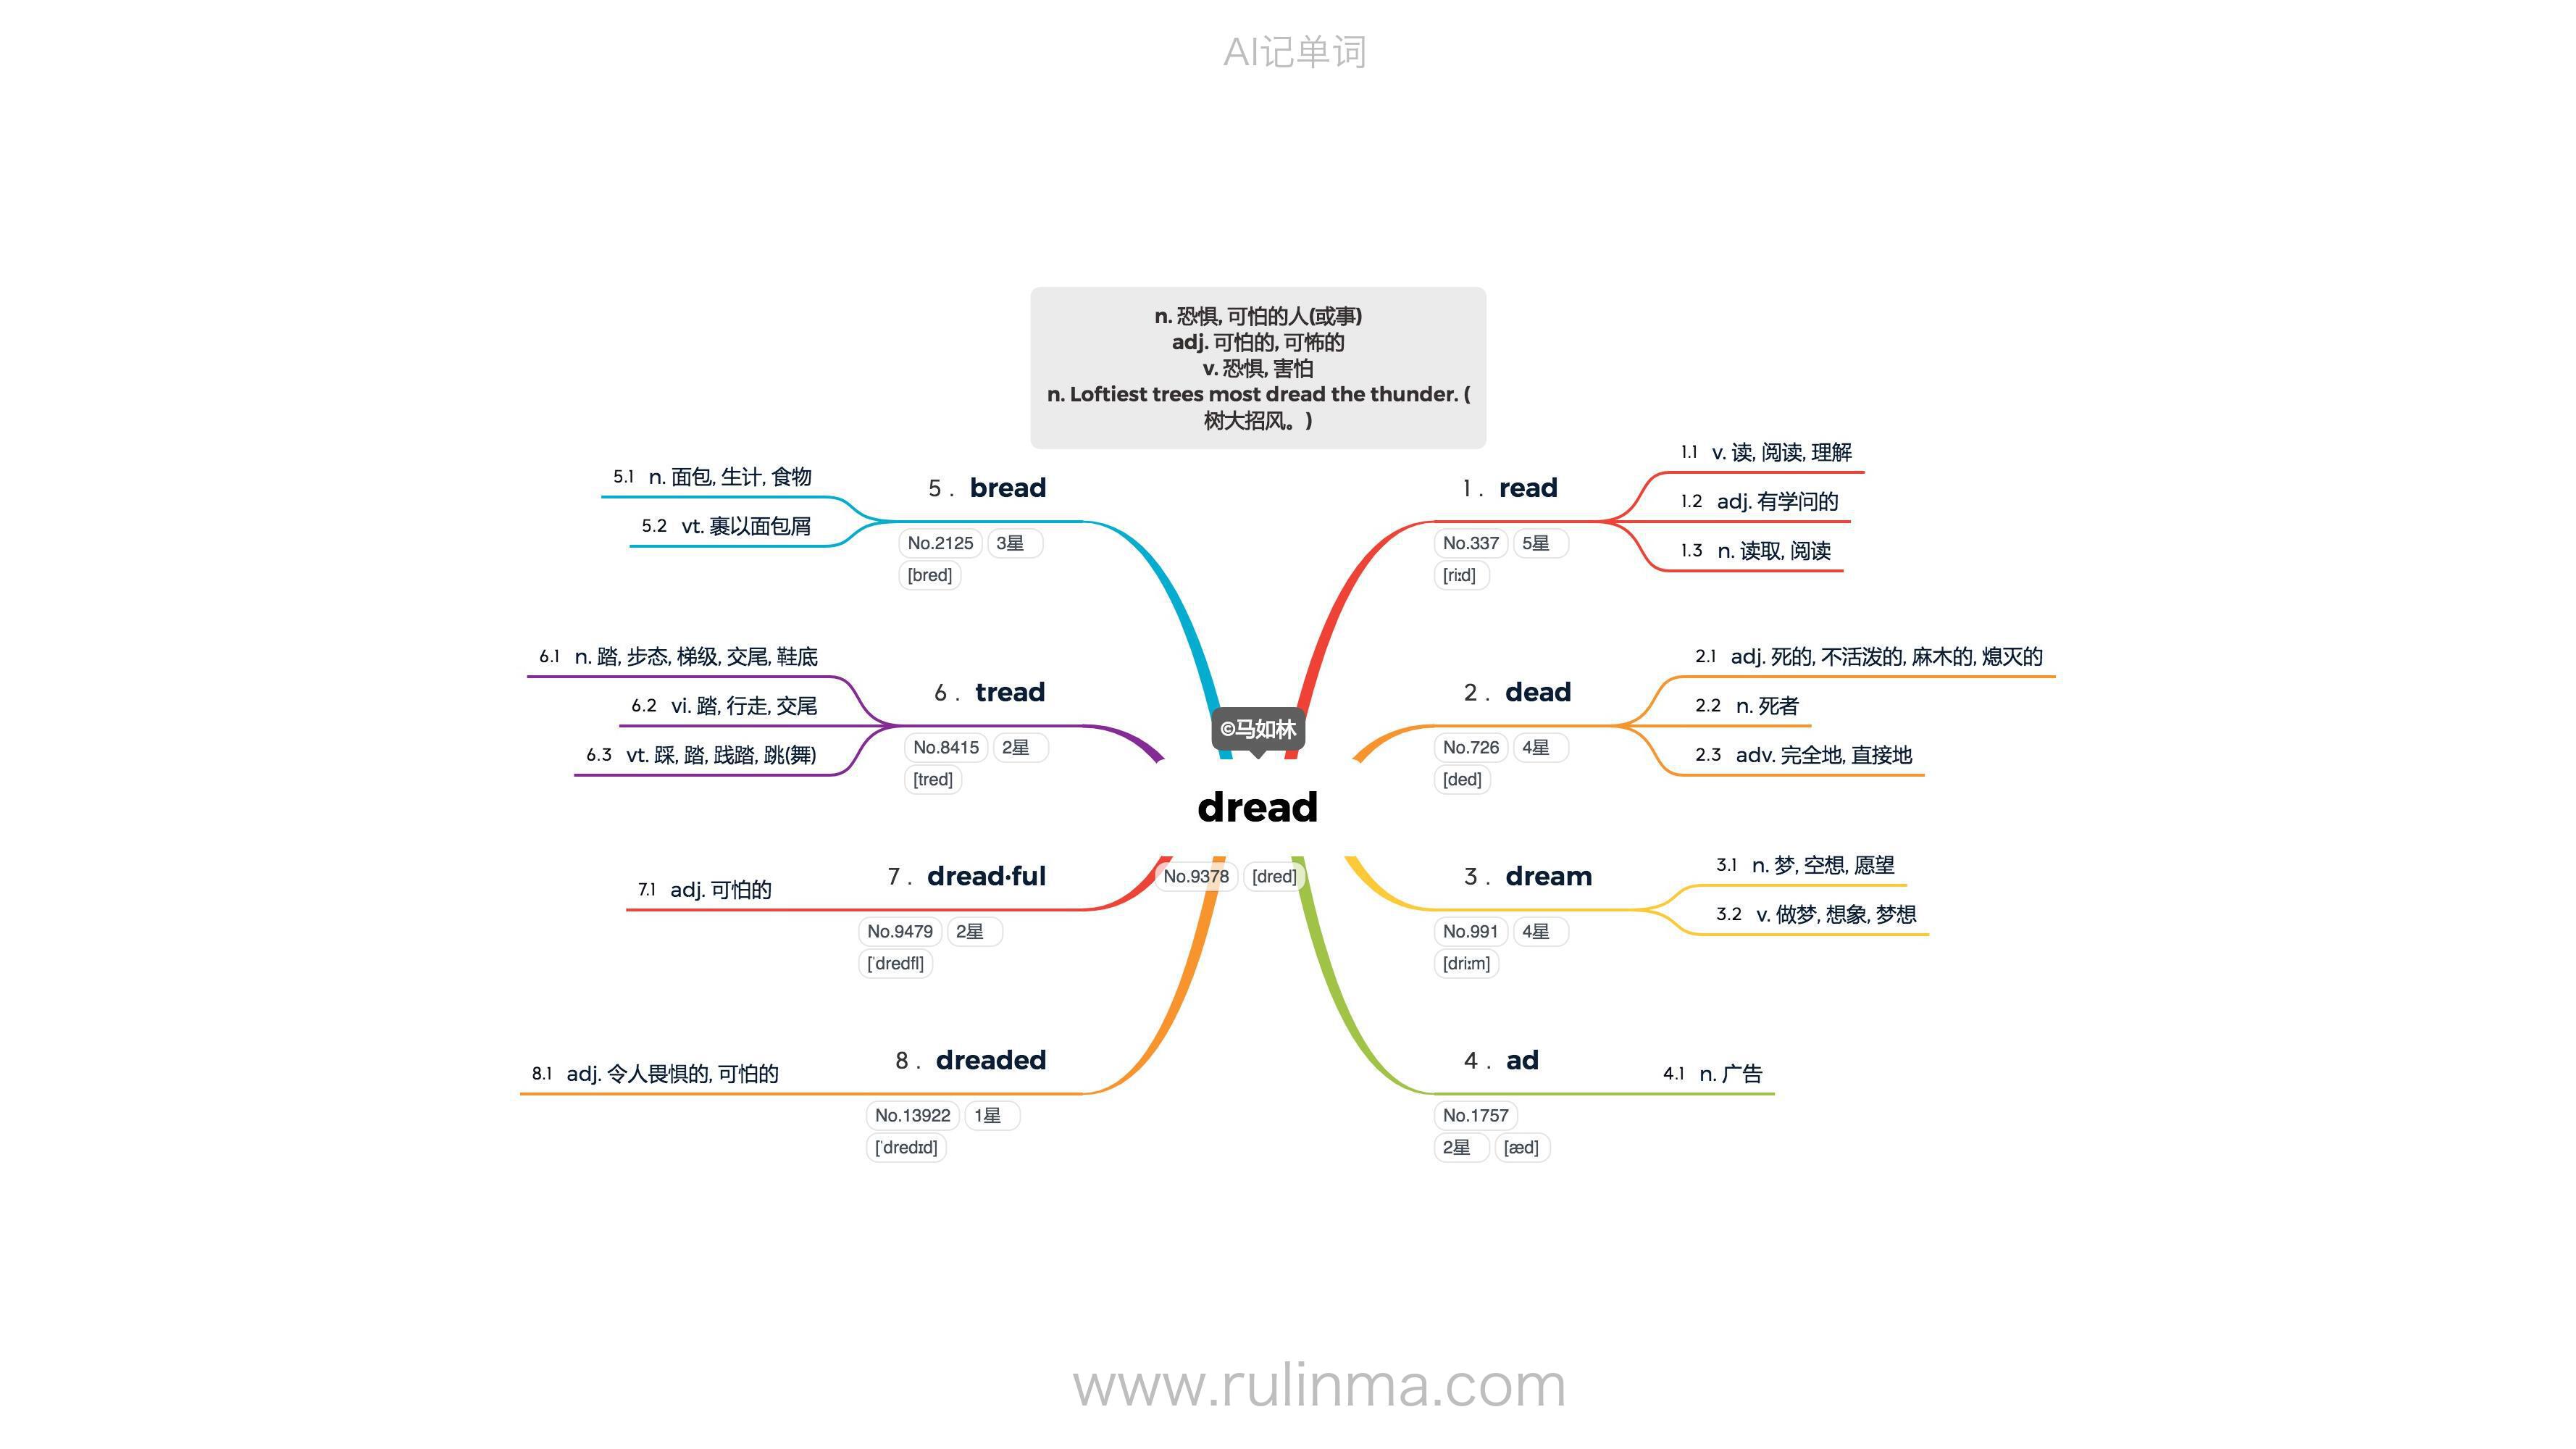 AI记单词
n. 恐惧, 可怕的人(或事)
adj. 可怕的, 可怖的
v. 恐惧, 害怕
n. Loftiest trees most dread the thunder. (
树大招风。)
©马如林
dread
No.9378 [dred]
1 . read
No.337 5星
[riːd]
1.1 v. 读, 阅读, 理解
1.2 adj. 有学问的
1.3 n. 读取, 阅读
2 . dead
No.726 4星
[ded]
2.1 adj. 死的, 不活泼的, 麻木的, 熄灭的
2.2 n. 死者
2.3 adv. 完全地, 直接地
3 . dream
No.991 4星
[driːm]
3.1 n. 梦, 空想, 愿望
3.2 v. 做梦, 想象, 梦想
4 . ad
No.1757
2星 [æd]
4.1 n. 广告
5 . bread
No.2125 3星
[bred]
5.1 n. 面包, 生计, 食物
5.2 vt. 裹以面包屑
6 . tread
No.8415 2星
[tred]
6.1 n. 踏, 步态, 梯级, 交尾, 鞋底
6.2 vi. 踏, 行走, 交尾
6.3 vt. 踩, 踏, 践踏, 跳(舞)
7 . dread·ful
No.9479 2星
[ˈdredfl]
7.1 adj. 可怕的
8 . dreaded
No.13922 1星
[ˈdredɪd]
8.1 adj. 令人畏惧的, 可怕的
www.rulinma.com